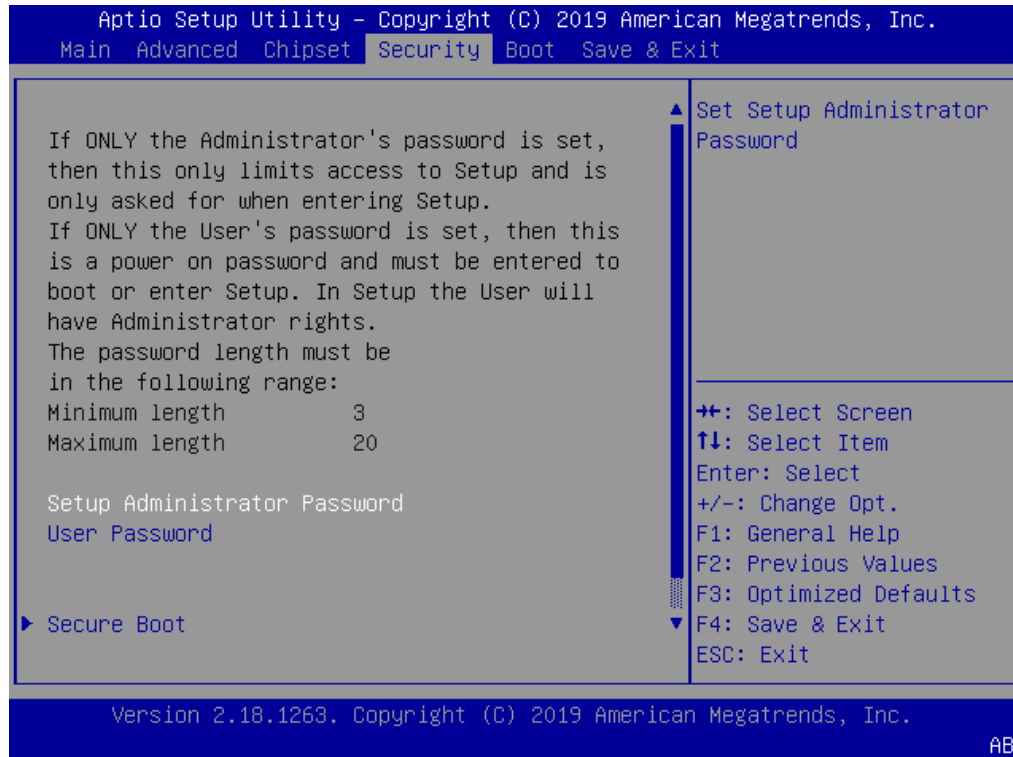 Aptio Setup Utility – Copyright (C) 2019 American Megatrends, Inc.
Main Advanced Chipset Security Boot Save & Exit
If ONLY the Administrator's password is set,
then this only limits access to Setup and is
only asked for when entering Setup.
If ONLY the User's password is set, then this
is a power on password and must be entered to
boot or enter Setup. In Setup the User will
have Administrator rights.
The password length must be
in the following range:
Minimum length 3
Maximum length 20
Setup Administrator Password
User Password
Secure Boot
Set Setup Administrator
Password
→←: Select Screen
↑↓: Select Item
Enter: Select
+/-: Change Opt.
F1: General Help
F2: Previous Values
F3: Optimized Defaults
F4: Save & Exit
ESC: Exit
Version 2.18.1263. Copyright (C) 2019 American Megatrends, Inc.
AB